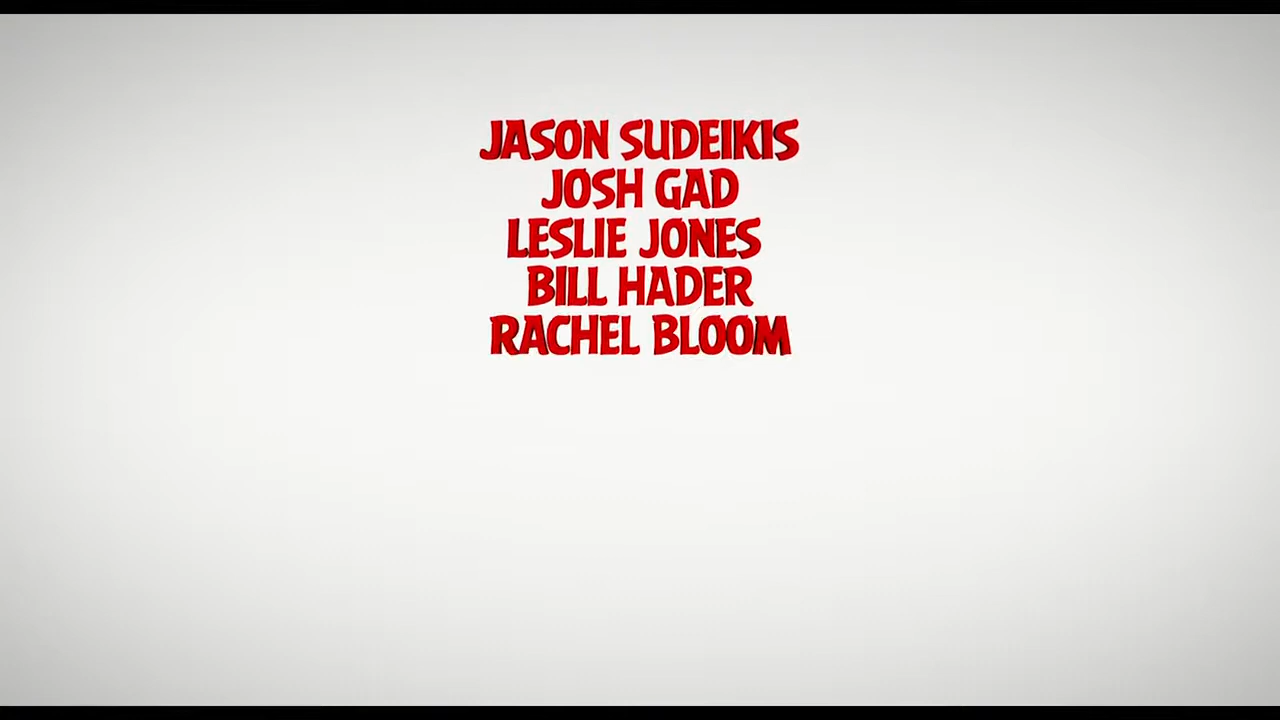 JASON SUDEIKIS
JOSH GAD
LESLIE JONES
BILL HADER
RACHEL BLOOM